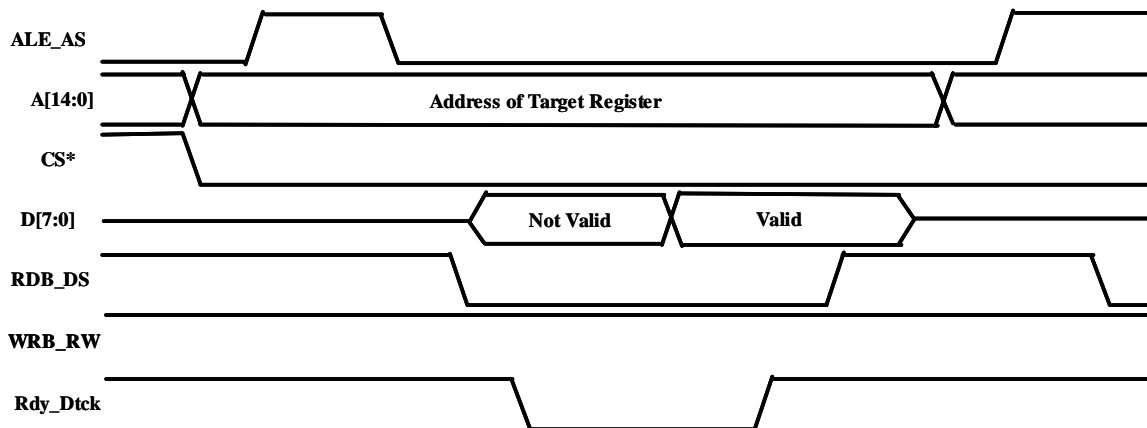 ALE_AS
A[14:0]
Address of Target Register
CS*
D[7:0]
Not Valid
Valid
RDB_DS
WRB_RW
Rdy_Dtck